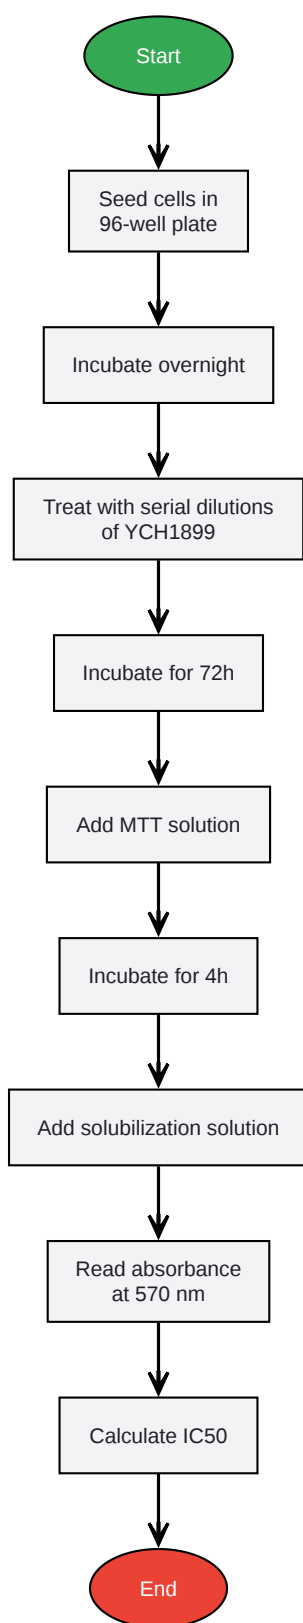 Start
Seed cells in
96-well plate
Incubate overnight
Treat with serial dilutions
of YCH1899
Incubate for 72h
Add MTT solution
Incubate for 4h
Add solubilization solution
Read absorbance
at 570 nm
Calculate IC50
End